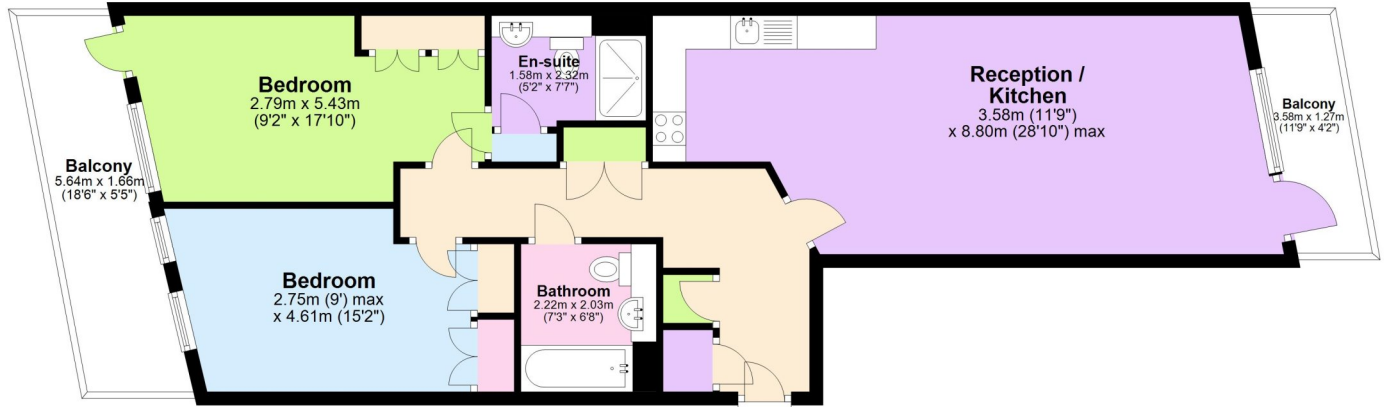 Bedroom
2.79m x 5.43m
(9'2" x 17'10")
En-suite
1.58m x 2.32m
(5'2" x 7'7")
Reception /
Kitchen
3.58m (11'9")
x 8.80m (28'10") max
Balcony
3.58m x 1.27m
(11'9" x 4'2")
Balcony
5.64m x 1.66m
(18'6" x 5'5")
Bedroom
2.75m (9') max
x 4.61m (15'2")
Bathroom
2.22m x 2.03m
(7'3" x 6'8")